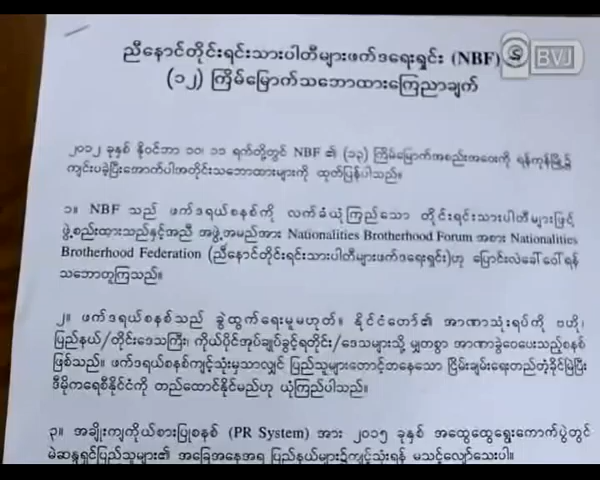 ညီနောင်တိုင်းရင်းသားပါတီများဖက်ဒရေးရှင်း (NBF) ၏
DVB
(၁၂) ကြိမ်မြောက်သဘောထားကြေညာချက်
၂၀၁၂ ခုနှစ် နိုဝင်ဘာ ၁၀၊ ၁၁ ရက်တို့တွင် NBF ၏ (၁၃) ကြိမ်မြောက်အစည်းအဝေးကို ရန်ကုန်မြို့၌
ကျင်းပခဲ့ပြီးအောက်ပါအတိုင်းသဘောထားများကို ထုတ်ပြန်ပါသည်။
၁။ NBF သည် ဖက်ဒရယ်စနစ်ကို လက်ခံယုံကြည်သော တိုင်းရင်းသားပါတီများဖြင့်
ဖွဲ့စည်းထားသည်နှင့်အညီ အဖွဲ့အမည်အား Nationalities Brotherhood Forum အစား Nationalities
Brotherhood Federation (ညီနောင်တိုင်းရင်းသားပါတီများဖက်ဒရေးရှင်း)ဟု ပြောင်းလဲခေါ်ဝေါ်ရန်
သဘောတူကြသည်။
၂။ ဖက်ဒရယ်စနစ်သည် ခွဲထွက်ရေးမူမဟုတ်။ နိုင်ငံတော်၏ အာဏာသုံးရပ်ကို ဗဟို၊
ပြည်နယ်/တိုင်းဒေသကြီး၊ ကိုယ်ပိုင်အုပ်ချုပ်ခွင့်ရတိုင်း/ဒေသများသို့ မျှတစွာ အာဏာခွဲဝေပေးသည့်စနစ်
ဖြစ်သည်။ ဖက်ဒရယ်စနစ်ကျင့်သုံးမှသာလျှင် ပြည်သူများတောင့်တနေသော ငြိမ်းချမ်းရေးတည်တံ့ခိုင်မြဲပြီး
ဒီမိုကရေစီနိုင်ငံကို တည်ထောင်နိုင်မည်ဟု ယုံကြည်ပါသည်။
၃။ အချိုးကျကိုယ်စားပြုစနစ် (PR System) အား ၂၀၁၅ ခုနှစ် အထွေထွေရွေးကောက်ပွဲတွင်
မဲဆန္ဒရှင်ပြည်သူများ၏ အခြေအနေအရ ပြည်နယ်များ၌ကျင့်သုံးရန် မသင့်လျော်သေးပါ။